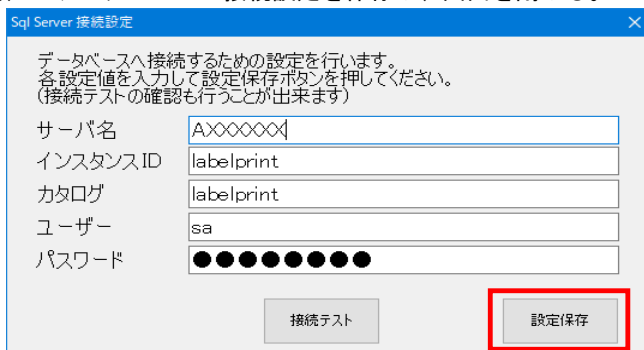 Sql Server 接続設定
データベースへ接続するための設定を行います。
各設定値を入力して設定保存ボタンを押してください。
(接続テストの確認も行うことが出来ます)
サーバ名 AXXXXXX
インスタンスID labelprint
カタログ labelprint
ユーザー sa
パスワード ●●●●●●●●
接続テスト 設定保存